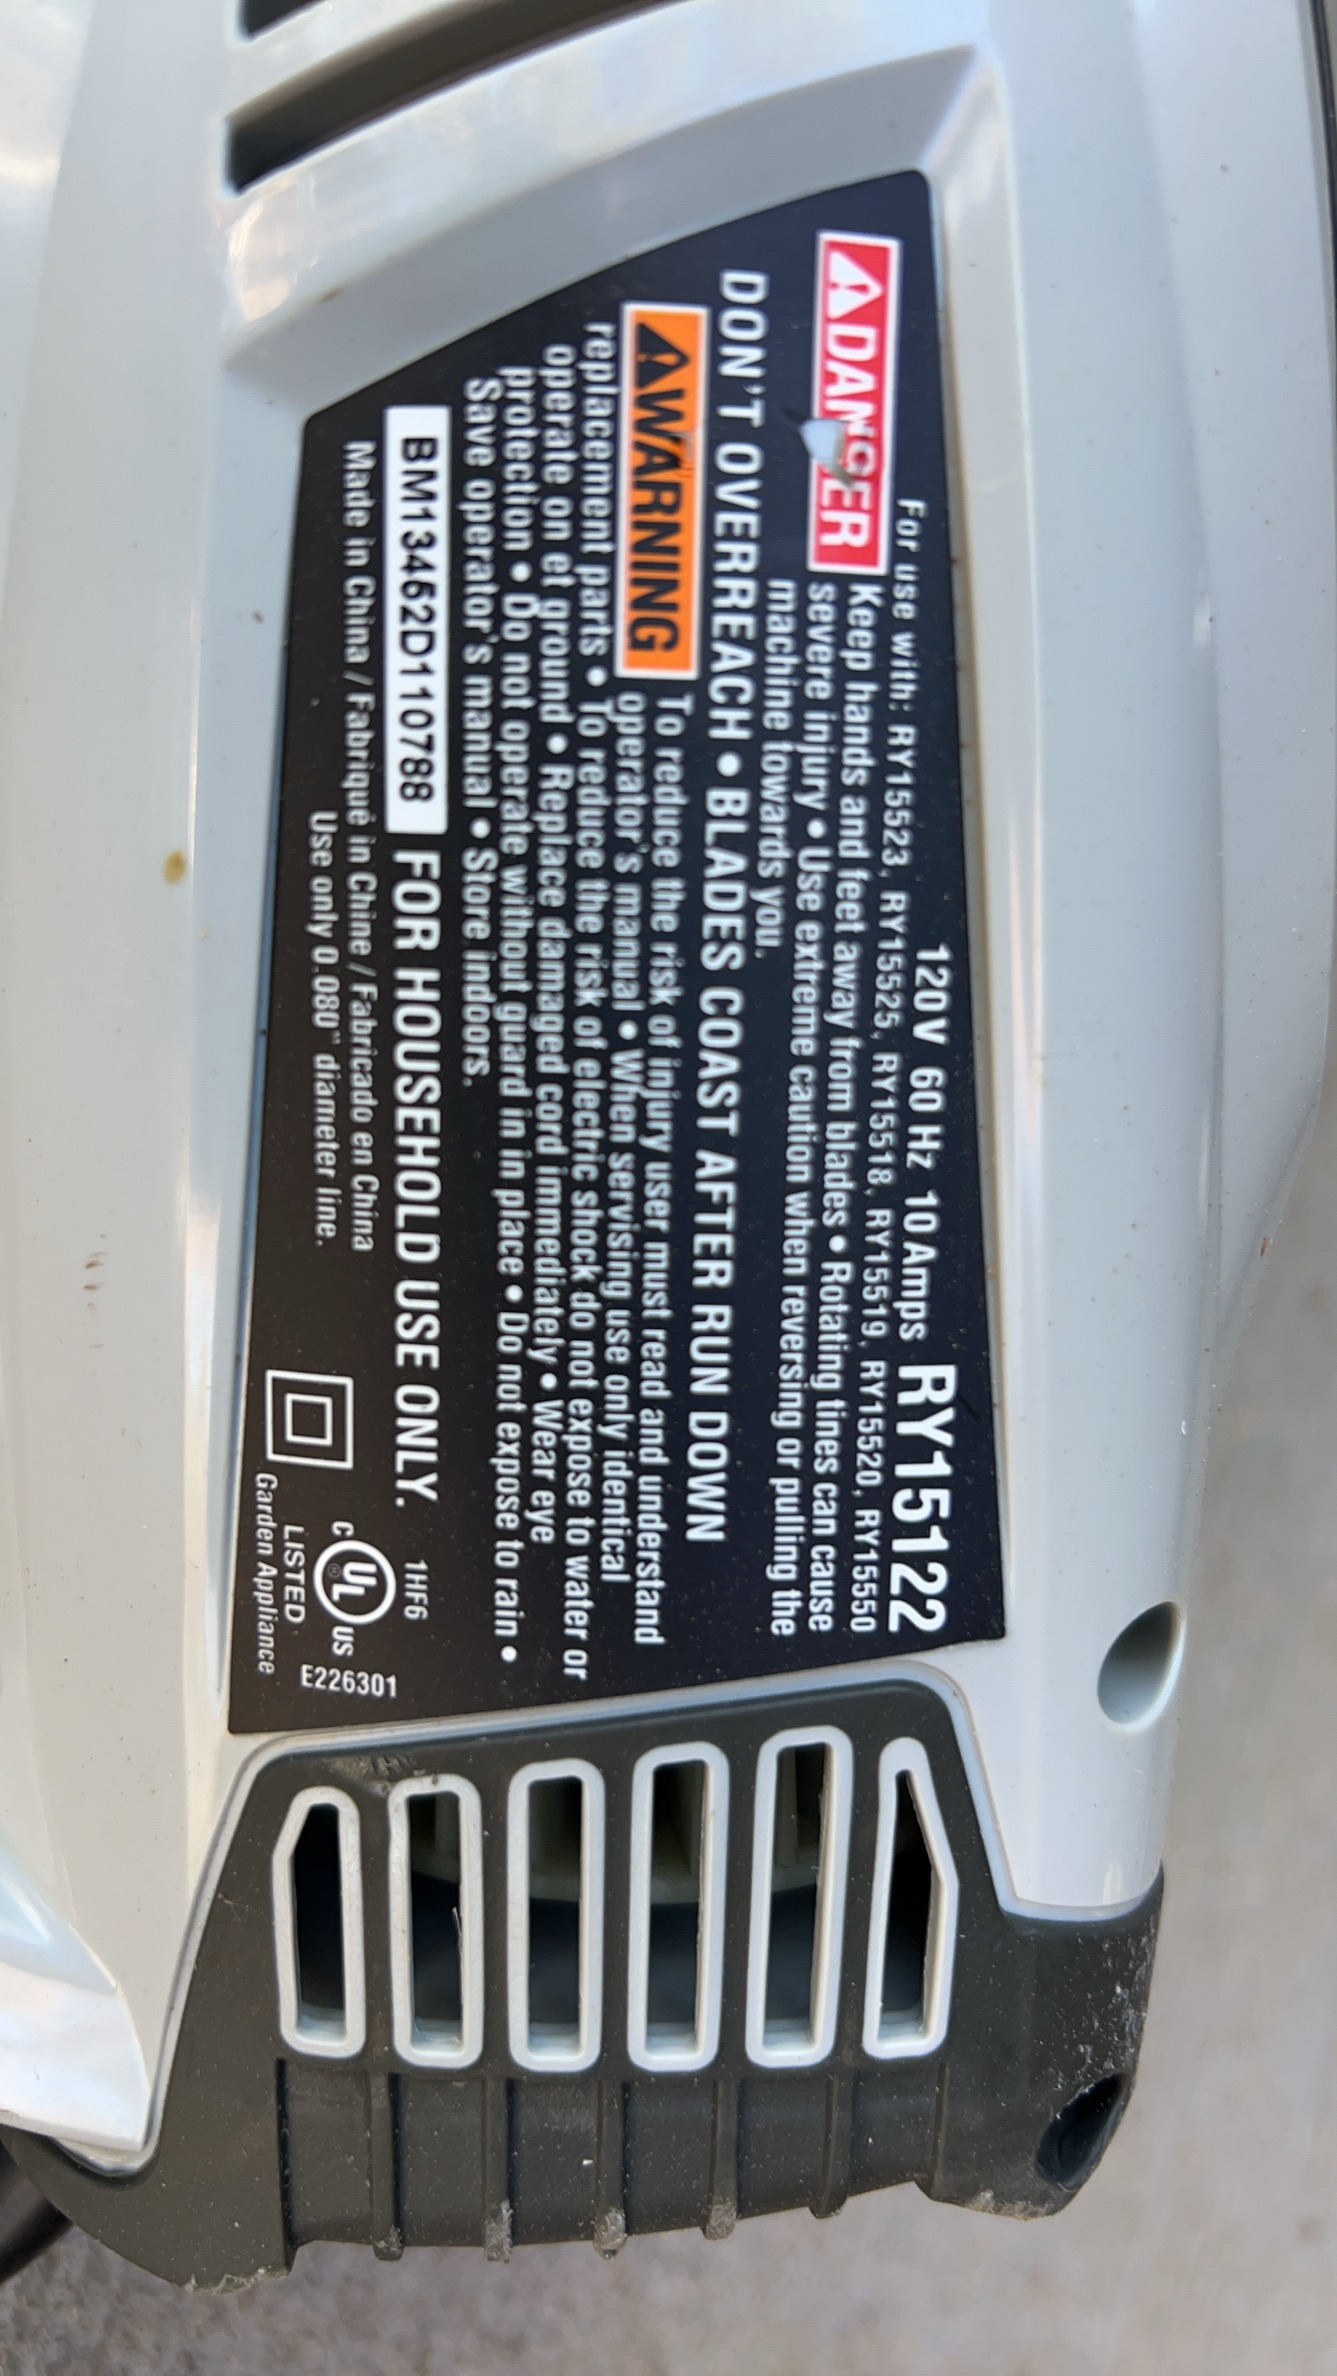 120V 60Hz 10Amps RY15122
For use with: RY15523, RY15525, RY15518, RY15519, RY15520, RY15550
DANGER Keep hands and feet away from blades • Rotating tines can cause
severe injury • Use extreme caution when reversing or pulling the
machine towards you.
DON'T OVERREACH • BLADES COAST AFTER RUN DOWN
WARNING To reduce the risk of injury user must read and understand
operator's manual • When servising use only identical
replacement parts • To reduce the risk of electric shock do not expose to water or
operate on et ground • Replace damaged cord immediately • Wear eye
protection • Do not operate without guard in in place • Do not expose to rain •
Save operator's manual • Store indoors.
BM13462D110788 FOR HOUSEHOLD USE ONLY.
Made in China / Fabriqué in Chine / Fabricado en China
Use only 0.080" diameter line.
1HF6
C UL ® US
LISTED
E226301
Garden Appliance